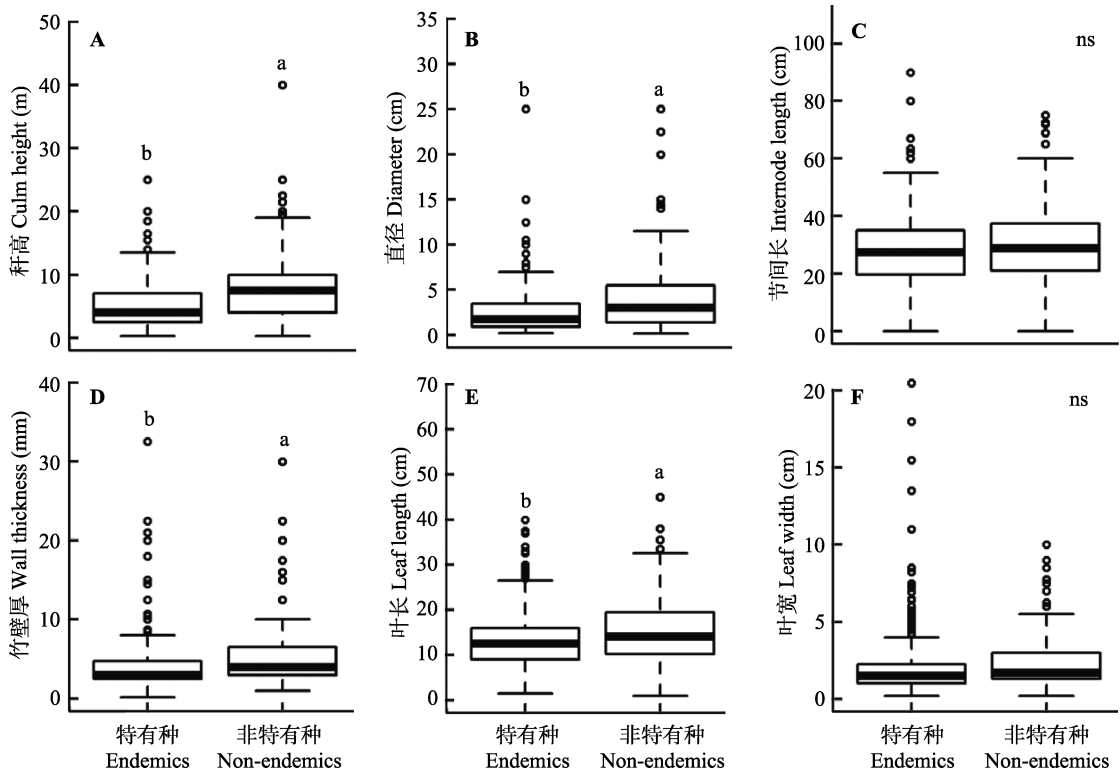 A
秆高 Culm height (m)
50
40
30
20
10
0
b
a
B
直径 Diameter (cm)
35
30
25
20
15
10
5
0
b
a
C
ns
节间长 Internode length (cm)
100
80
60
40
20
0
D
竹壁厚 Wall thickness (mm)
40
30
20
10
0
b
a
特有种
Endemics
非特有种
Non-endemics
E
叶长 Leaf length (cm)
70
60
50
40
30
20
10
0
b
a
特有种
Endemics
非特有种
Non-endemics
F
ns
叶宽 Leaf width (cm)
20
15
10
5
0
特有种
Endemics
非特有种
Non-endemics